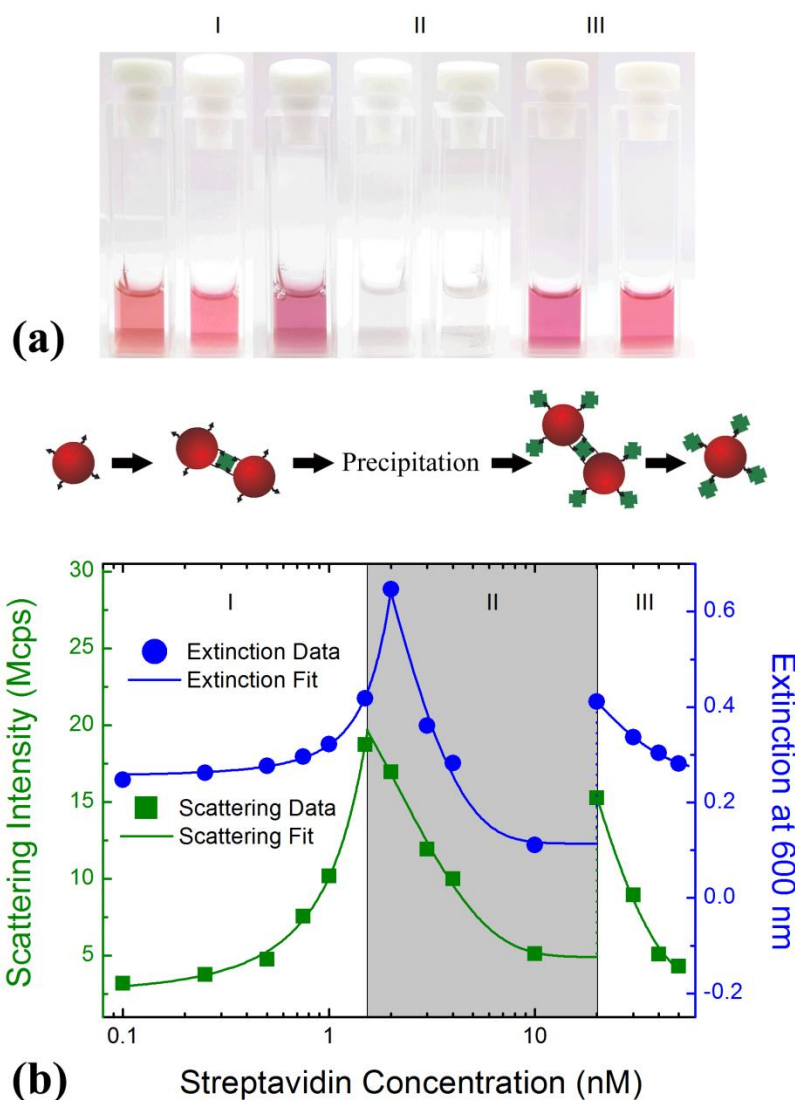 I II III
(a)
Precipitation
30
25
20
15
10
5
Scattering Intensity (Mcps)
I II III
Extinction Data
Extinction Fit
Scattering Data
Scattering Fit
0.6
0.4
0.2
0.0
-0.2
Extinction at 600 nm
0.1 1 10
(b) Streptavidin Concentration (nM)